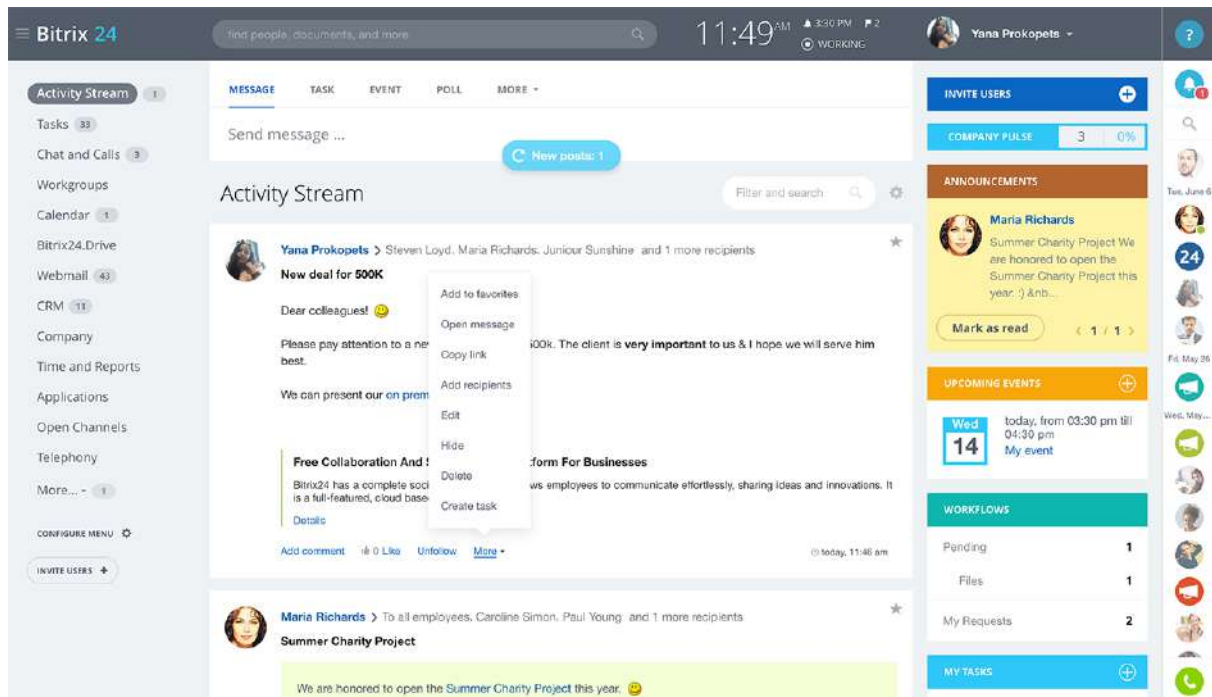 Bitrix 24
find people, documents, and more
11:49 AM
3:30 PM 2
WORKING
Yana Prokopets
?
Activity Stream 1
Tasks 33
Chat and Calls 3
Workgroups
Calendar 1
Bitrix24.Drive
Webmail 43
CRM 11
Company
Time and Reports
Applications
Open Channels
Telephony
More... - 1
CONFIGURE MENU
INVITE USERS +
MESSAGE TASK EVENT POLL MORE
Send message ...
New posts: 1
Activity Stream
Filter and search
Yana Prokopets > Steven Loyd. Maria Richards. Juniour Sunshine and 1 more recipients
New deal for 500K
Dear colleagues!
Please pay attention to a ne 500k. The client is very important to us & I hope we will serve him
best.
We can present our on prem
Free Collaboration And form For Businesses
Bitrix24 has a complete soci ws employees to communicate effortlessly, sharing ideas and innovations. It
is a full-featured, cloud base
Details
Add comment 0 Like Unfollow More
today, 11:46 am
Add to favorites
Open message
Copy link
Add recipients
Edit
Hide
Delete
Create task
Maria Richards > To all employees. Caroline Simon. Paul Young and 1 more recipients
Summer Charity Project
We are honored to open the Summer Charity Project this year.
INVITE USERS
COMPANY PULSE 3 0%
ANNOUNCEMENTS
Maria Richards
Summer Charity Project We
are honored to open the
Summer Charity Project this
year. :) &nb...
Mark as read
1 / 1
UPCOMING EVENTS
Wed
14
today, from 03:30 pm till
04:30 pm
My event
WORKFLOWS
Pending 1
Files 1
My Requests 2
MY TASKS
1
Tue, June 6
24
Fri, May 26
Wed, May...